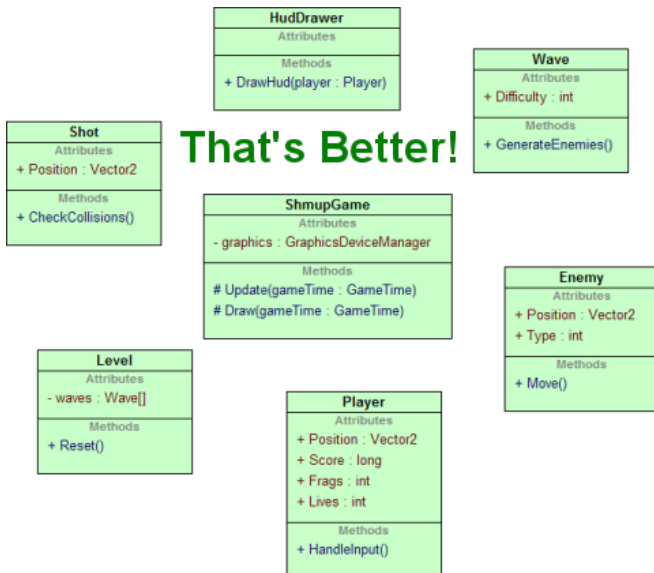 HudDrawer
Attributes
Methods
+ DrawHud(player : Player)
Wave
Attributes
+ Difficulty : int
Methods
+ GenerateEnemies()
Shot
Attributes
+ Position : Vector2
Methods
+ CheckCollisions()
That's Better!
ShmupGame
Attributes
- graphics : GraphicsDeviceManager
Methods
# Update(gameTime : GameTime)
# Draw(gameTime : GameTime)
Enemy
Attributes
+ Position : Vector2
+ Type : int
Methods
+ Move()
Level
Attributes
- waves : Wave[]
Methods
+ Reset()
Player
Attributes
+ Position : Vector2
+ Score : long
+ Frags : int
+ Lives : int
Methods
+ HandleInput()